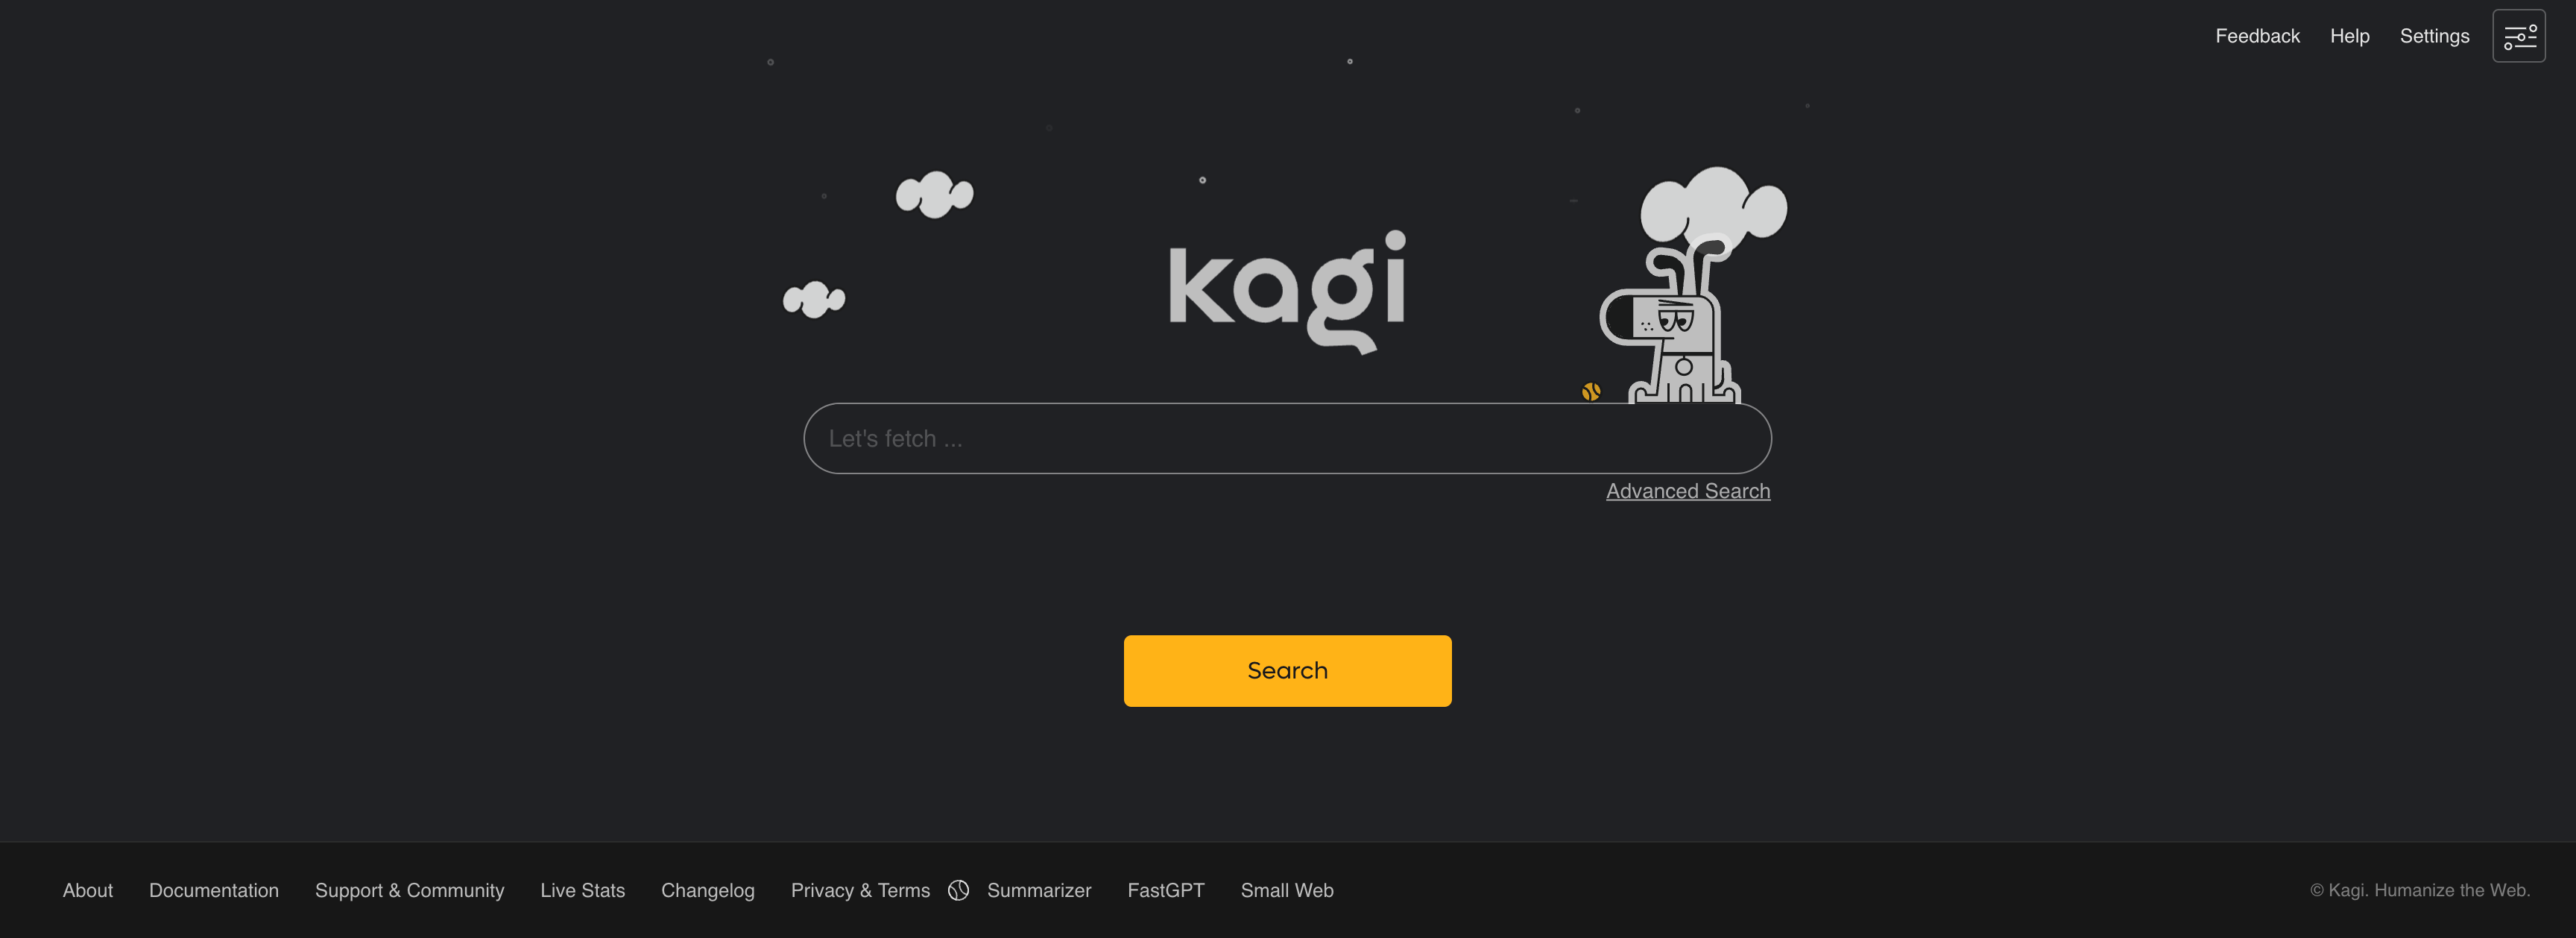 Feedback Help Settings
kagi
Let's fetch ...
Advanced Search
Search
About Documentation Support & Community Live Stats Changelog Privacy & Terms Summarizer FastGPT Small Web © Kagi. Humanize the Web.